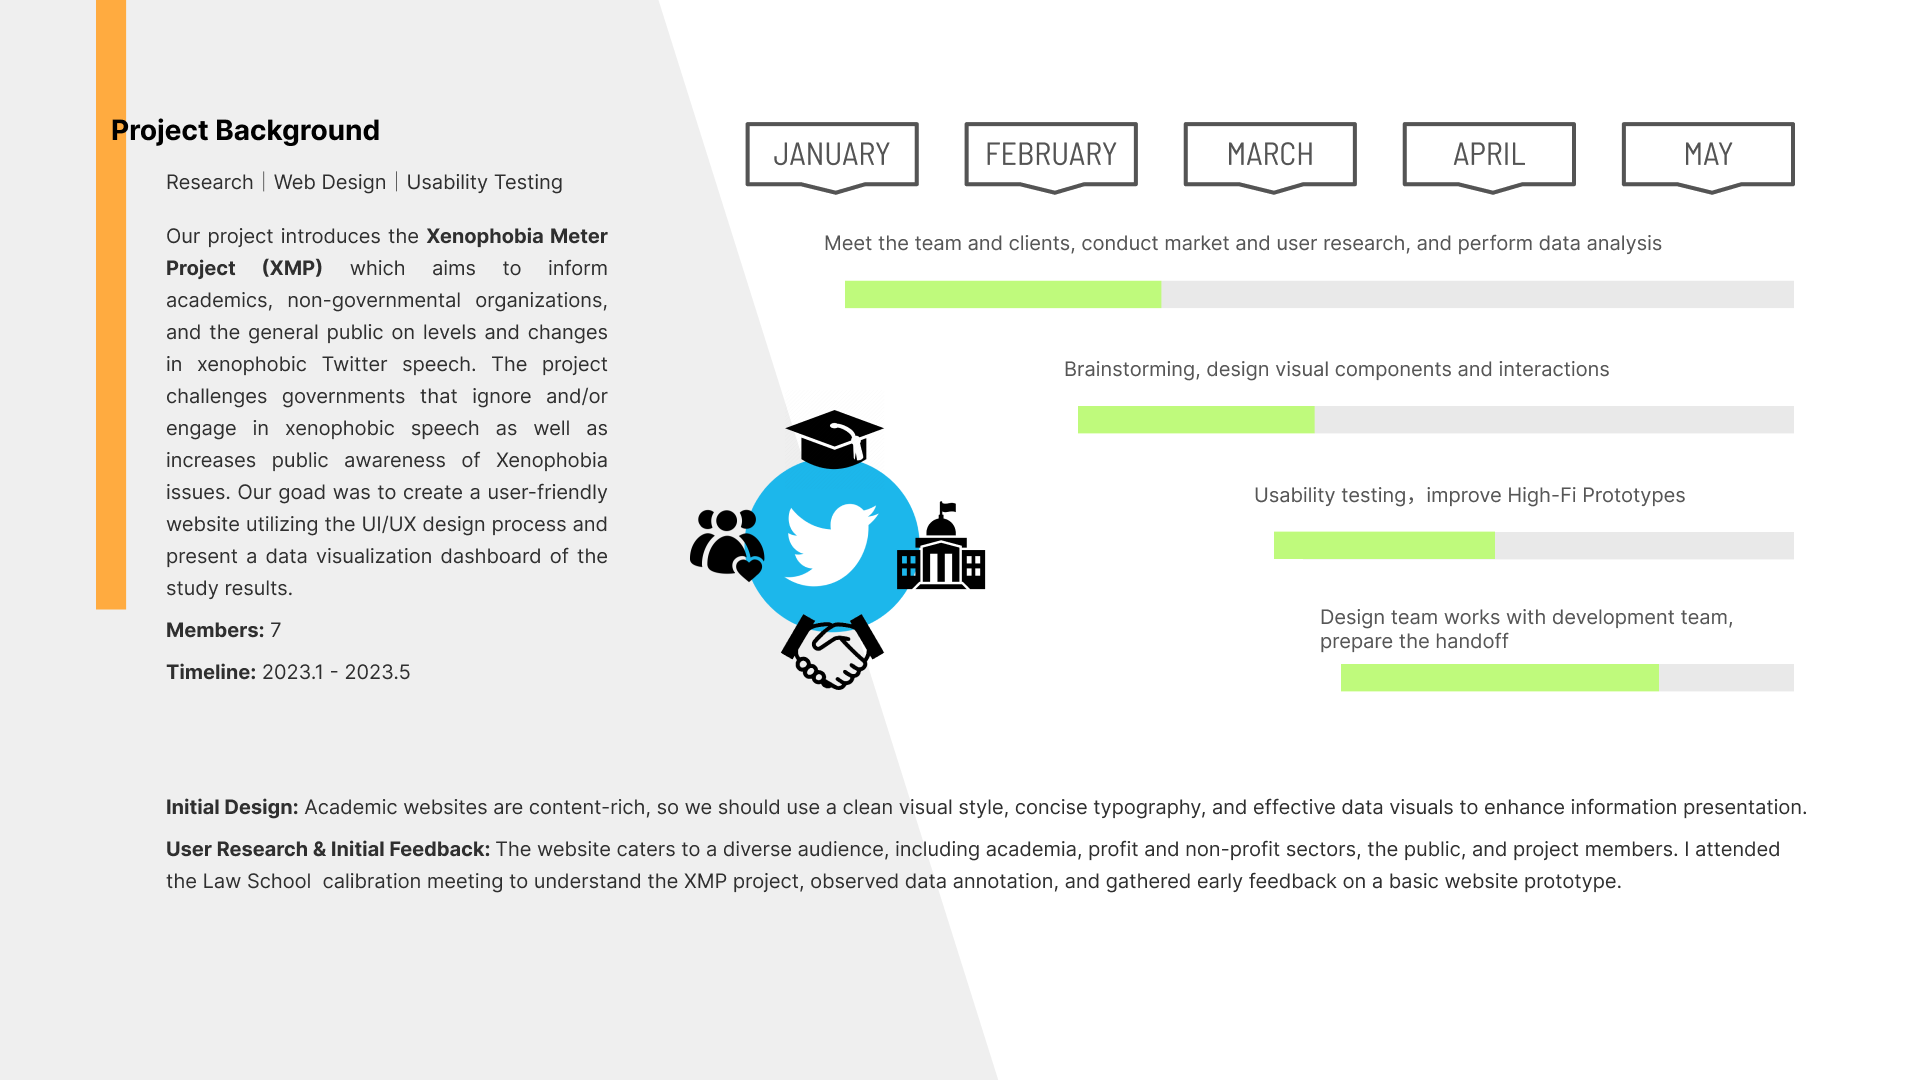 Project Background
Research | Web Design | Usability Testing
Our project introduces the Xenophobia Meter
Project (XMP) which aims to inform
academics, non-governmental organizations,
and the general public on levels and changes
in xenophobic Twitter speech. The project
challenges governments that ignore and/or
engage in xenophobic speech as well as
increases public awareness of Xenophobia
issues. Our goad was to create a user-friendly
website utilizing the UI/UX design process and
present a data visualization dashboard of the
study results.
Members: 7
Timeline: 2023.1 - 2023.5
JANUARY
FEBRUARY
MARCH
APRIL
MAY
Meet the team and clients, conduct market and user research, and perform data analysis
Brainstorming, design visual components and interactions
Usability testing，improve High-Fi Prototypes
Design team works with development team,
prepare the handoff
Initial Design: Academic websites are content-rich, so we should use a clean visual style, concise typography, and effective data visuals to enhance information presentation.
User Research & Initial Feedback: The website caters to a diverse audience, including academia, profit and non-profit sectors, the public, and project members. I attended
the Law School  calibration meeting to understand the XMP project, observed data annotation, and gathered early feedback on a basic website prototype.